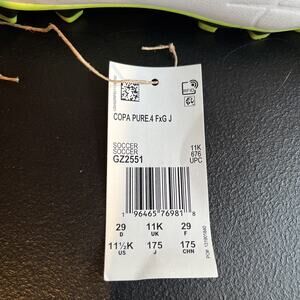 RFID
COPA PURE.4 FxG J
SOCCER 11K
SOCCER 676
GZ2551 UPC
1 96465 76981 8
29 11K 29
D UK F
11½K 175 175
US J CHN